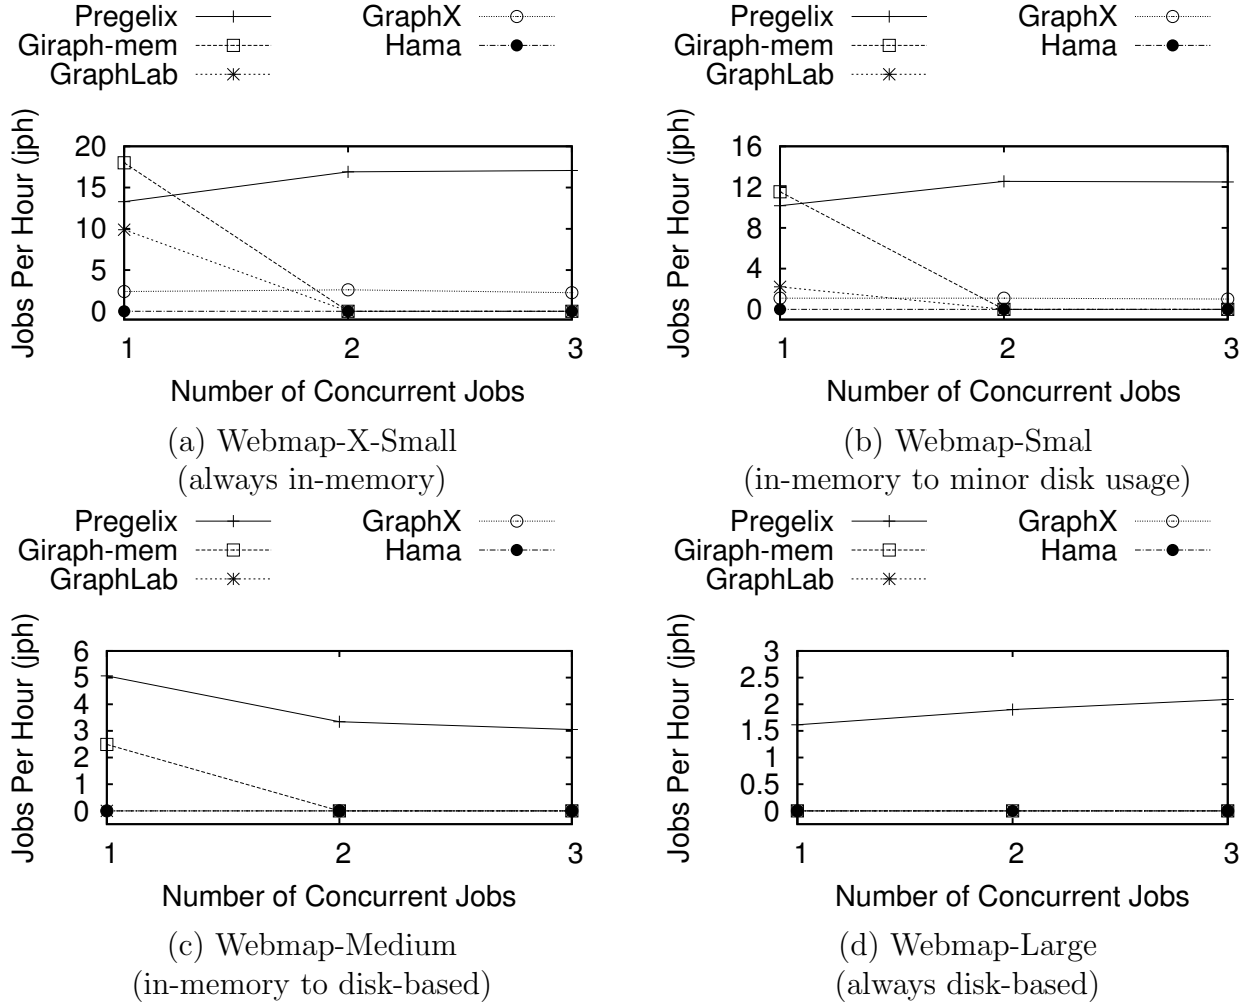 Pregelix
Giraph-mem
GraphLab
GraphX
Hama
Jobs Per Hour (jph)
20
15
10
5
0
1 2 3
Number of Concurrent Jobs
(a) Webmap-X-Small
(always in-memory)
Pregelix
Giraph-mem
GraphLab
GraphX
Hama
Jobs Per Hour (jph)
16
12
8
4
0
1 2 3
Number of Concurrent Jobs
(b) Webmap-Smal
(in-memory to minor disk usage)
Pregelix
Giraph-mem
GraphLab
GraphX
Hama
Jobs Per Hour (jph)
6
5
4
3
2
1
0
1 2 3
Number of Concurrent Jobs
(c) Webmap-Medium
(in-memory to disk-based)
Pregelix
Giraph-mem
GraphLab
GraphX
Hama
Jobs Per Hour (jph)
3
2.5
2
1.5
1
0.5
0
1 2 3
Number of Concurrent Jobs
(d) Webmap-Large
(always disk-based)